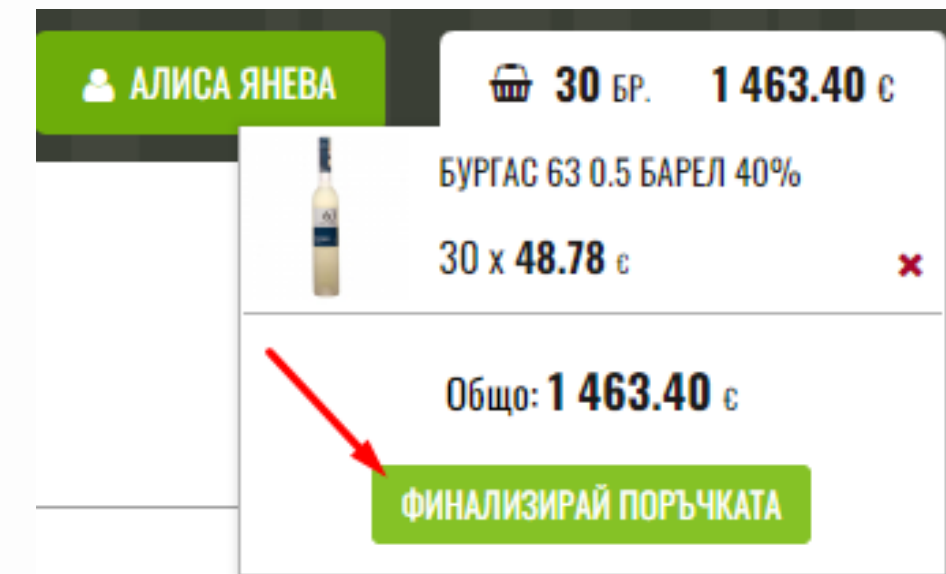 АЛИСА ЯНЕВА
30 БР. 1 463.40 €
БУРГАС 63 0.5 БАРЕЛ 40%
63
30 x 48.78 €
Общо: 1 463.40 €
ФИНАЛИЗИРАЙ ПОРЪЧКАТА